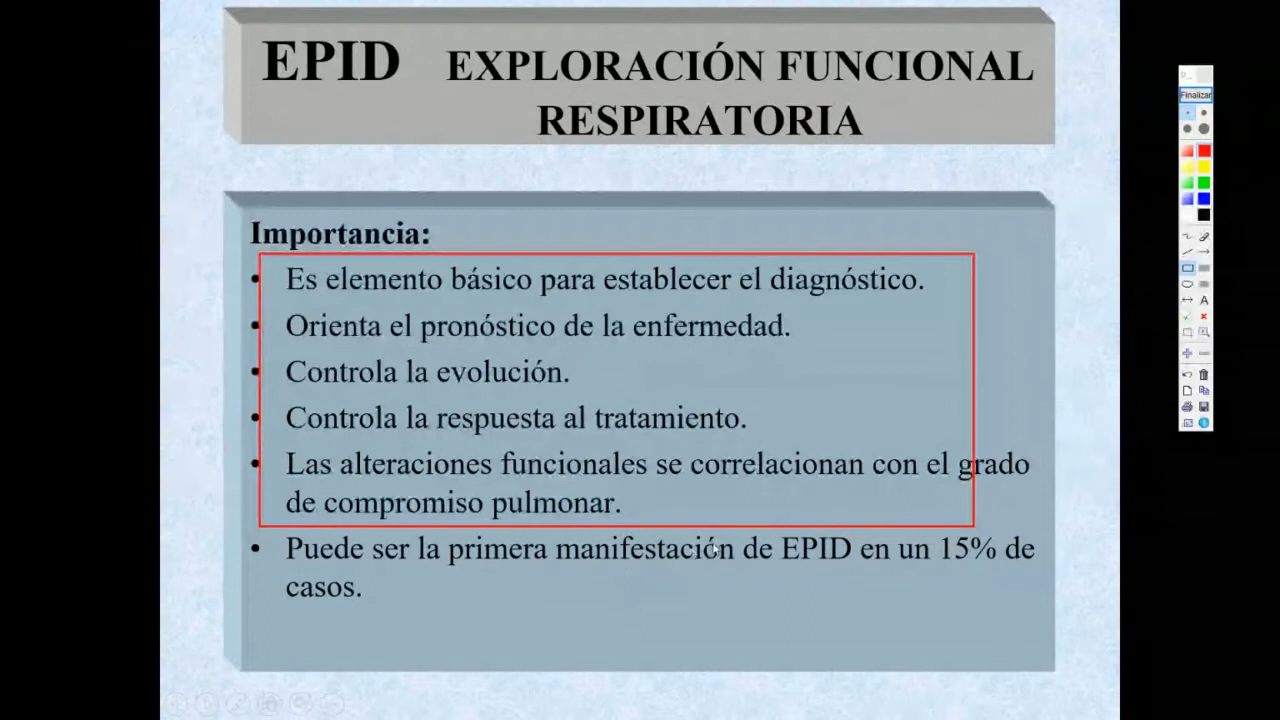 EPID EXPLORACIÓN FUNCIONAL
RESPIRATORIA
P...
Finalizar
Importancia:
• Es elemento básico para establecer el diagnóstico.
• Orienta el pronóstico de la enfermedad.
• Controla la evolución.
• Controla la respuesta al tratamiento.
• Las alteraciones funcionales se correlacionan con el grado
de compromiso pulmonar.
• Puede ser la primera manifestación de EPID en un 15% de
casos.
A